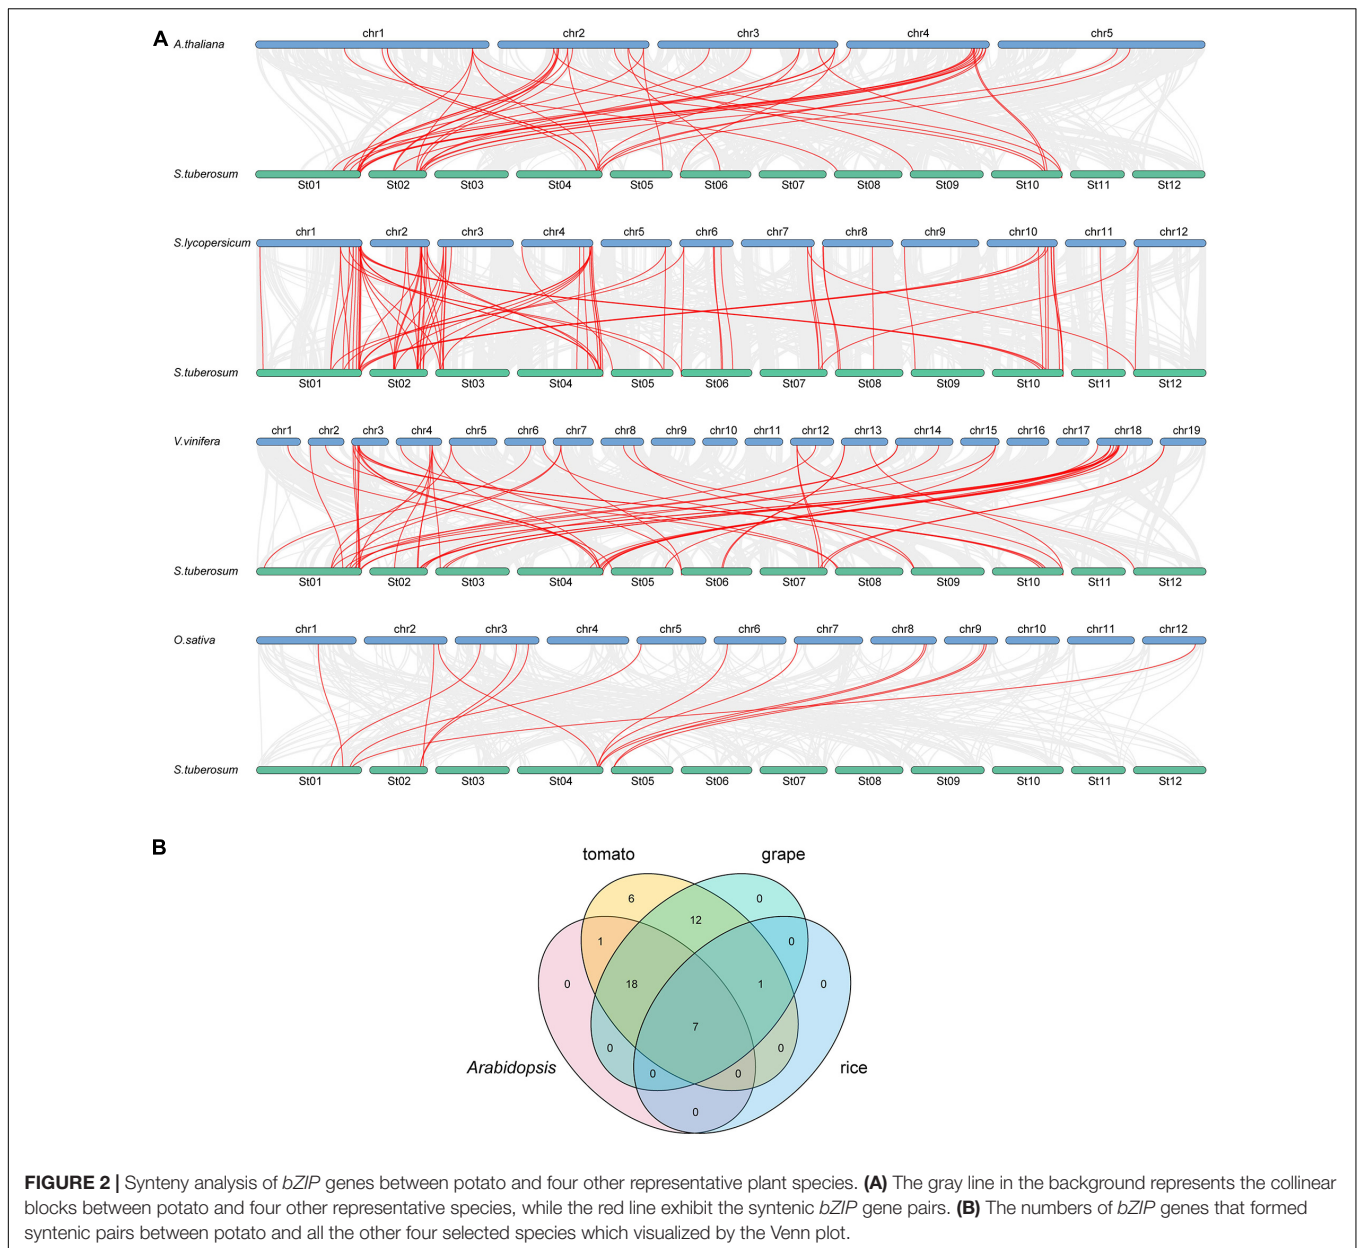 A
chr1 chr2 chr3 chr4 chr5
A.thaliana
S.tuberosum
St01 St02 St03 St04 St05 St06 St07 St08 St09 St10 St11 St12
chr1 chr2 chr3 chr4 chr5 chr6 chr7 chr8 chr9 chr10 chr11 chr12
S.lycopersicum
S.tuberosum
St01 St02 St03 St04 St05 St06 St07 St08 St09 St10 St11 St12
chr1 chr2 chr3 chr4 chr5 chr6 chr7 chr8 chr9 chr10 chr11 chr12 chr13 chr14 chr15 chr16 chr17 chr18 chr19
V.vinifera
S.tuberosum
St01 St02 St03 St04 St05 St06 St07 St08 St09 St10 St11 St12
chr1 chr2 chr3 chr4 chr5 chr6 chr7 chr8 chr9 chr10 chr11 chr12
O.sativa
S.tuberosum
St01 St02 St03 St04 St05 St06 St07 St08 St09 St10 St11 St12
B
tomato grape
6 0
12
1 0
0 18 1 0
7
0 0
Arabidopsis 0 0 rice
0
FIGURE 2 | Synteny analysis of bZIP genes between potato and four other representative plant species. (A) The gray line in the background represents the collinear
blocks between potato and four other representative species, while the red line exhibit the syntenic bZIP gene pairs. (B) The numbers of bZIP genes that formed
syntenic pairs between potato and all the other four selected species which visualized by the Venn plot.